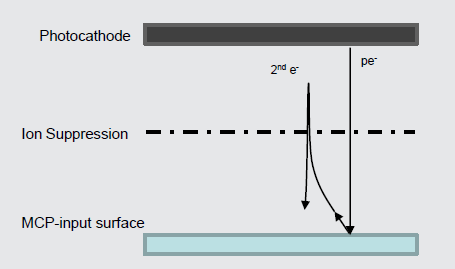 Photocathode
pe-
2nd e-
Ion Suppression
MCP-input surface